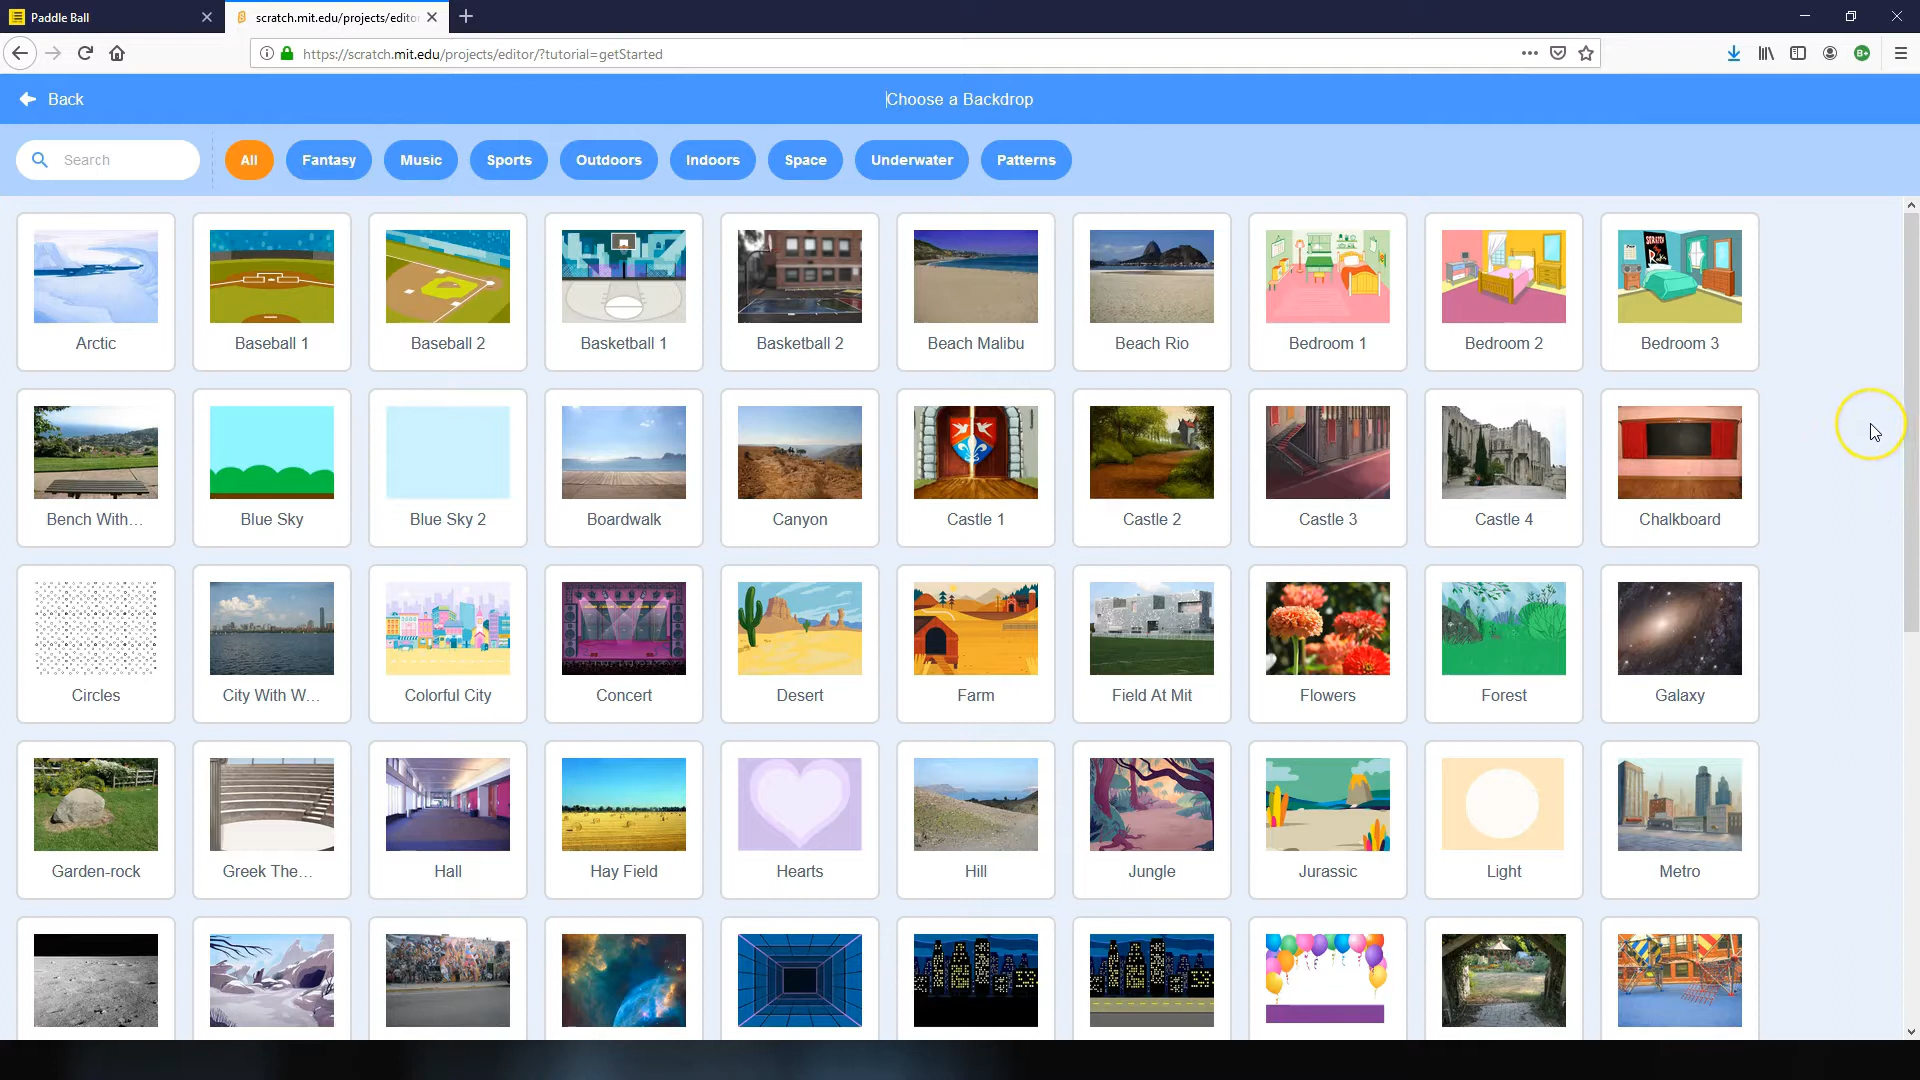 Paddle Ball
scratch.mit.edu/projects/edito
https://scratch.mit.edu/projects/editor/?tutorial=getStarted
B+
Back
Choose a Backdrop
Search
All
Fantasy
Music
Sports
Outdoors
Indoors
Space
Underwater
Patterns
Arctic
Baseball 1
Baseball 2
Basketball 1
Basketball 2
Beach Malibu
Beach Rio
Bedroom 1
Bedroom 2
SCRATCH
Bedroom 3
Bench With...
Blue Sky
Blue Sky 2
Boardwalk
Canyon
Castle 1
Castle 2
Castle 3
Castle 4
Chalkboard
Circles
City With W...
Colorful City
Concert
Desert
Farm
Field At Mit
Flowers
Forest
Galaxy
Garden-rock
Greek The...
Hall
Hay Field
Hearts
Hill
Jungle
Jurassic
Light
Metro